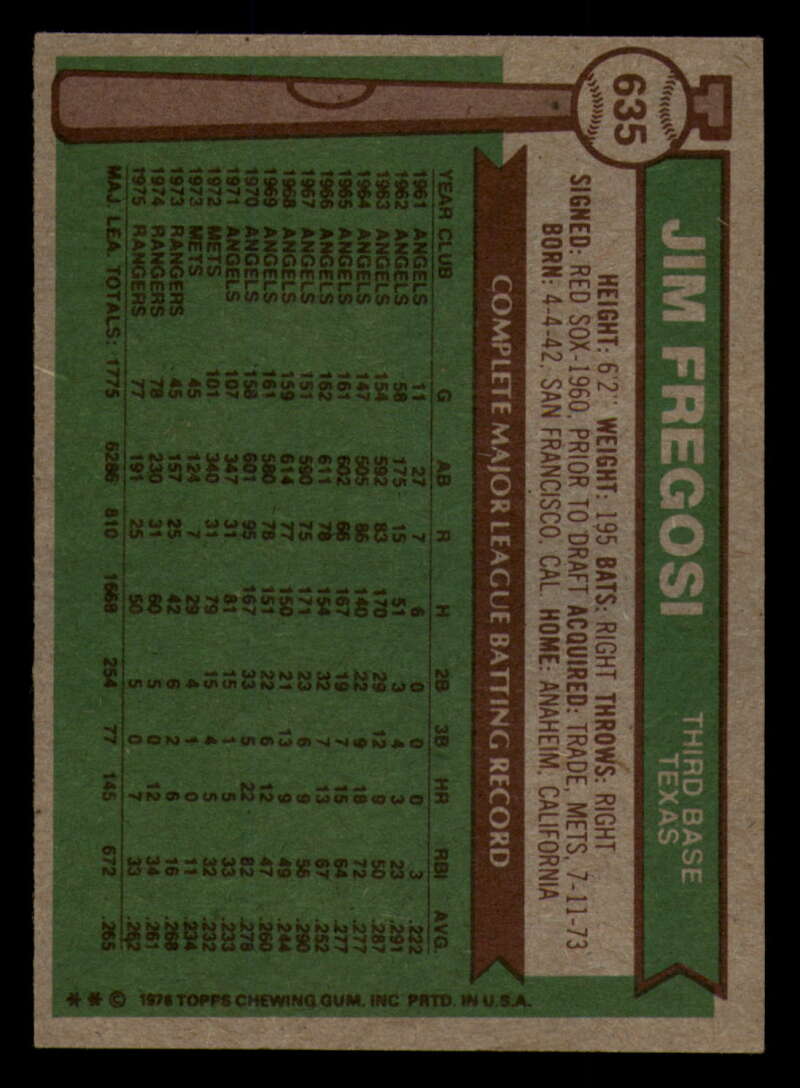 635
JIM FREGOSI
THIRD BASE
TEXAS
HEIGHT: 6'2" WEIGHT: 195 BATS: RIGHT THROWS: RIGHT
SIGNED: RED SOX-1960, PRIOR TO DRAFT ACQUIRED: TRADE, METS, 7-11-73
BORN: 4-4-42, SAN FRANCISCO, CAL. HOME: ANAHEIM, CALIFORNIA
COMPLETE MAJOR LEAGUE BATTING RECORD
YEAR CLUB G AB R H 2B 3B HR RBI AVG.
1961 ANGELS 11 27 7 6 0 0 0 3 .222
1962 ANGELS 58 175 15 51 3 4 3 23 .291
1963 ANGELS 154 592 83 170 29 12 9 50 .287
1964 ANGELS 147 505 86 140 22 9 18 72 .277
1965 ANGELS 161 602 66 167 19 7 15 64 .277
1966 ANGELS 162 611 78 154 32 7 13 67 .252
1967 ANGELS 151 590 75 171 23 6 9 56 .290
1968 ANGELS 159 614 77 150 21 13 9 49 .244
1969 ANGELS 161 580 78 151 22 6 12 47 .260
1970 ANGELS 158 601 95 167 33 5 22 82 .278
1971 ANGELS 107 347 31 81 15 1 5 33 .233
1972 METS 101 340 31 79 15 4 5 32 .232
1973 METS 45 124 7 29 4 1 0 11 .234
1973 RANGERS 45 157 25 42 6 2 6 16 .268
1974 RANGERS 78 230 31 60 5 0 12 34 .261
1975 RANGERS 77 191 25 50 5 0 7 33 .262
MAJ. LEA. TOTALS: 1775 6286 810 1668 254 77 145 672 .265
* * © 1976 TOPPS CHEWING GUM, INC PRTD. IN U.S.A.